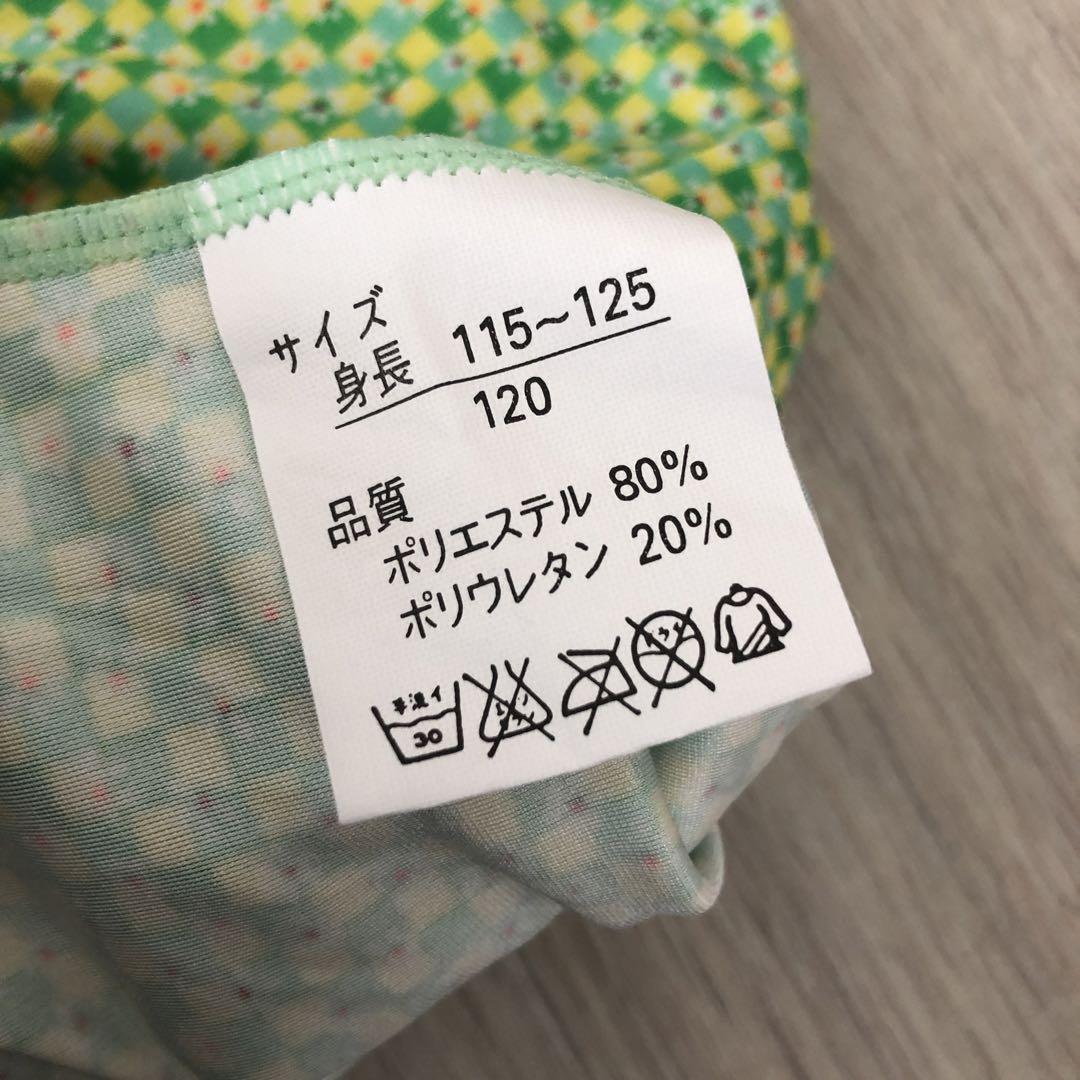 サイズ
身長 115～125
120
品質
ポリエステル 80%
ポリウレタン 20%
手洗イ
30